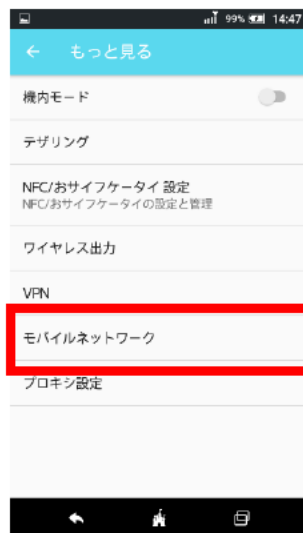 99% 14:47
もっと見る
機内モード
テザリング
NFC/おサイフケータイ 設定
NFC/おサイフケータイの設定と管理
ワイヤレス出力
VPN
モバイルネットワーク
プロキシ設定